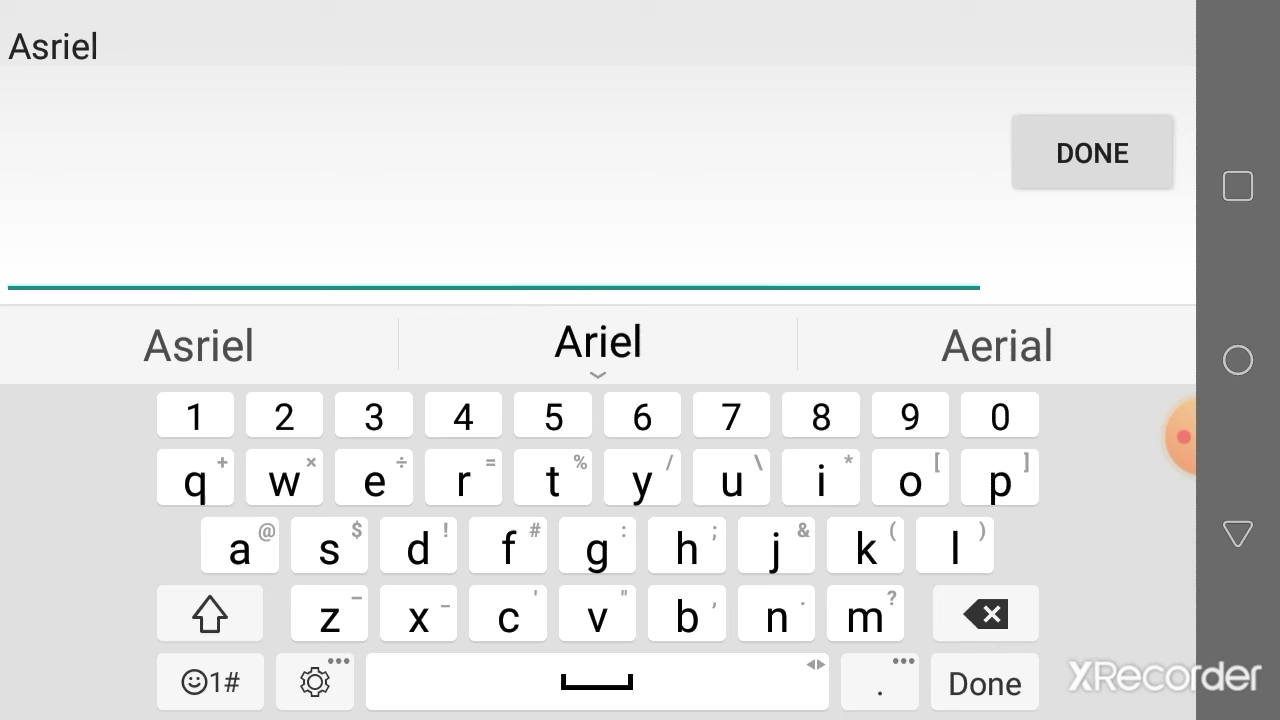 Asriel
DONE
Asriel Ariel Aerial
1 2 3 4 5 6 7 8 9 0
q + w × e ÷ r = t % y / u \ i * o [ p ]
a @ s $ d ! f # g : h ; j & k ( l )
z – x _ c ' v " b , n . m ?
1# . Done
XRecorder